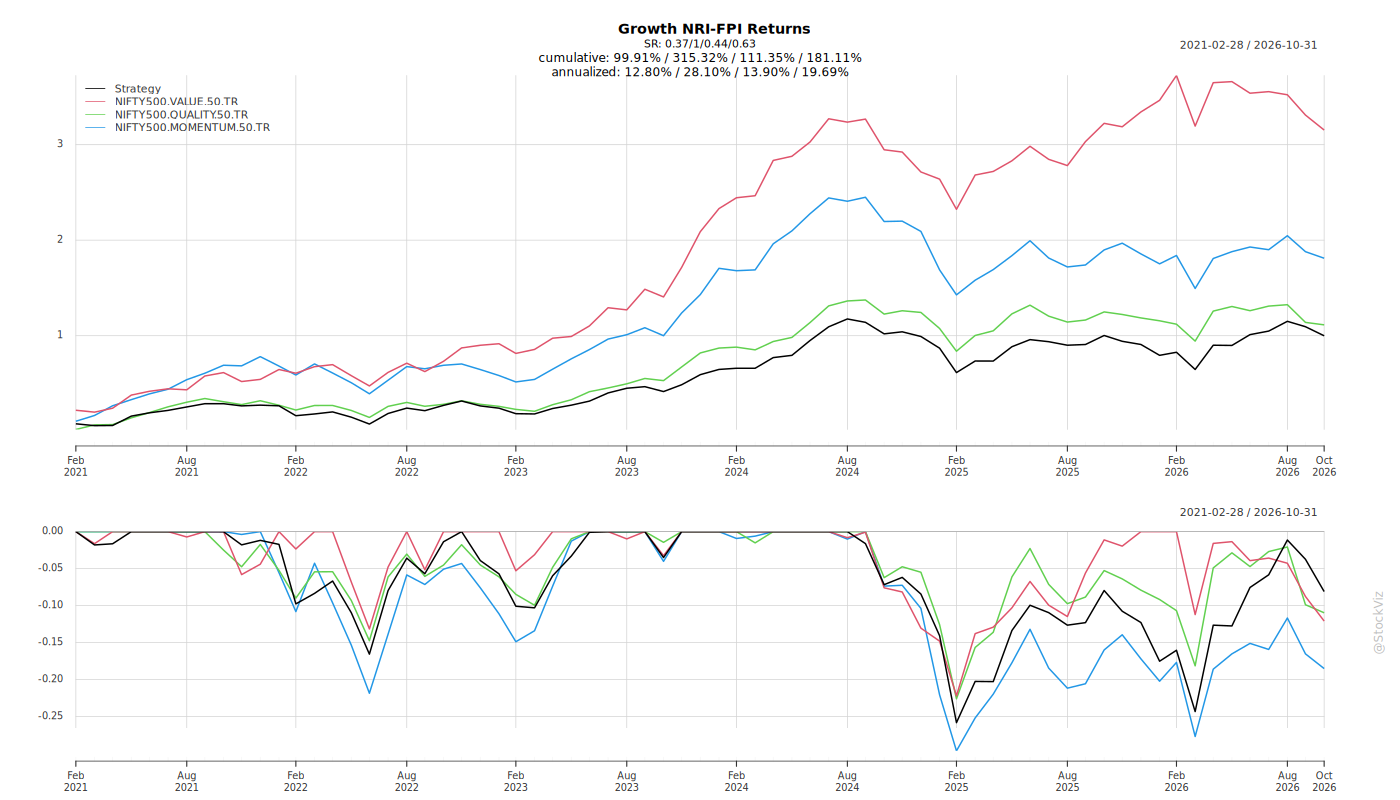 Growth NRI-FPI Returns
SR: 0.37/1/0.44/0.63
cumulative: 99.91% / 315.32% / 111.35% / 181.11%
annualized: 12.80% / 28.10% / 13.90% / 19.69%
2021-02-28 / 2026-10-31
Strategy
NIFTY500.VALUE.50.TR
NIFTY500.QUALITY.50.TR
NIFTY500.MOMENTUM.50.TR
3
2
1
Feb Aug Feb Aug Feb Aug Feb Aug Feb Aug Feb Aug Oct
2021 2021 2022 2022 2023 2023 2024 2024 2025 2025 2026 2026 2026
2021-02-28 / 2026-10-31
0.00
-0.05
-0.10
-0.15
-0.20
-0.25
Feb Aug Feb Aug Feb Aug Feb Aug Feb Aug Feb Aug Oct
2021 2021 2022 2022 2023 2023 2024 2024 2025 2025 2026 2026 2026
@StockViz